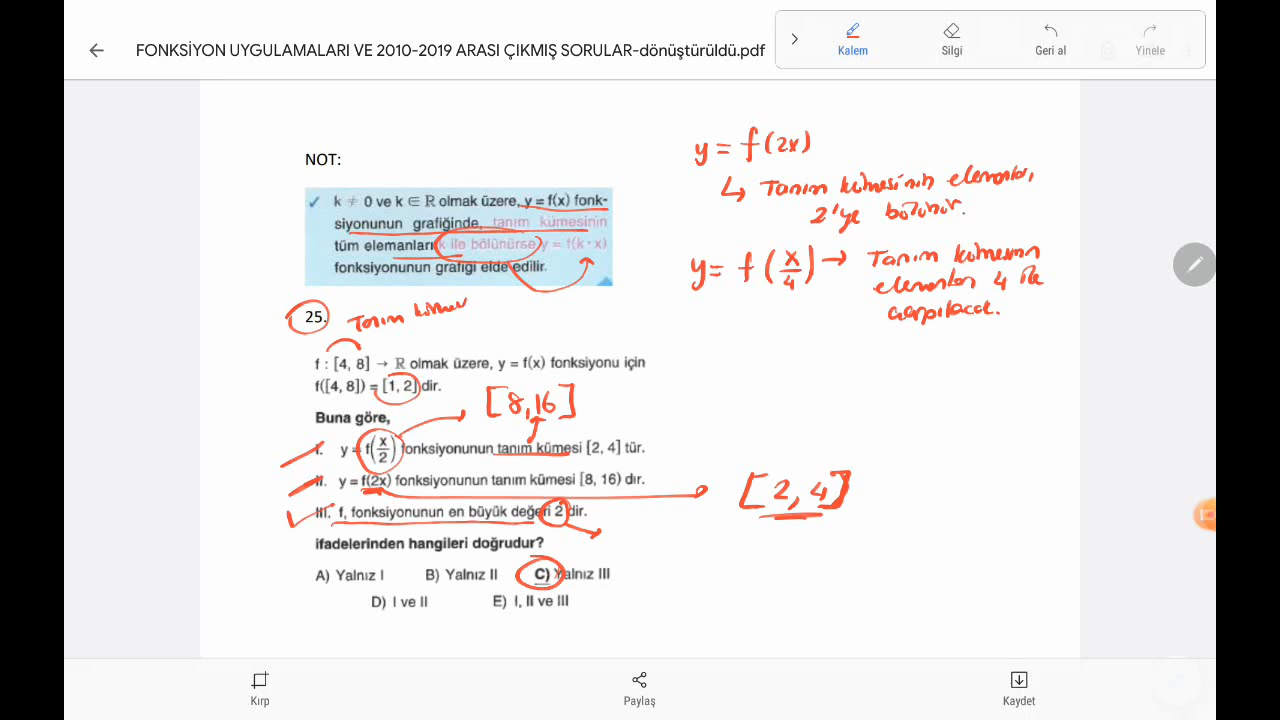 FONKSİYON UYGULAMALARI VE 2010-2019 ARASI ÇIKMIŞ SORULAR-dönüştürüldü.pdf
Kalem
Silgi
Geri al
Yinele
NOT:
✓ k ≠ 0 ve k ∈ R olmak üzere, y = f(x) fonk-
siyonunun grafiğinde, tanım kümesinin
tüm elemanları k ile bölünürse y = f(k • x)
fonksiyonunun grafiği elde edilir.
y = f(2x)
↳ Tanım kümesinin elemanları
2'ye bölünür.
y = f(x/4) → Tanım kümesinin
elemanları 4 ile
çarpılacak.
25.
Tanım kümesi
f : [4, 8] → R olmak üzere, y = f(x) fonksiyonu için
f([4, 8]) = [1, 2] dir.
[8,16]
Buna göre,
I. y = f(x/2) fonksiyonunun tanım kümesi [2, 4] tür.
II. y = f(2x) fonksiyonunun tanım kümesi [8, 16) dır.
[2,4]
III. f, fonksiyonunun en büyük değeri 2 dir.
ifadelerinden hangileri doğrudur?
A) Yalnız I B) Yalnız II C) Yalnız III
D) I ve II E) I, II ve III
Kırp
Paylaş
Kaydet